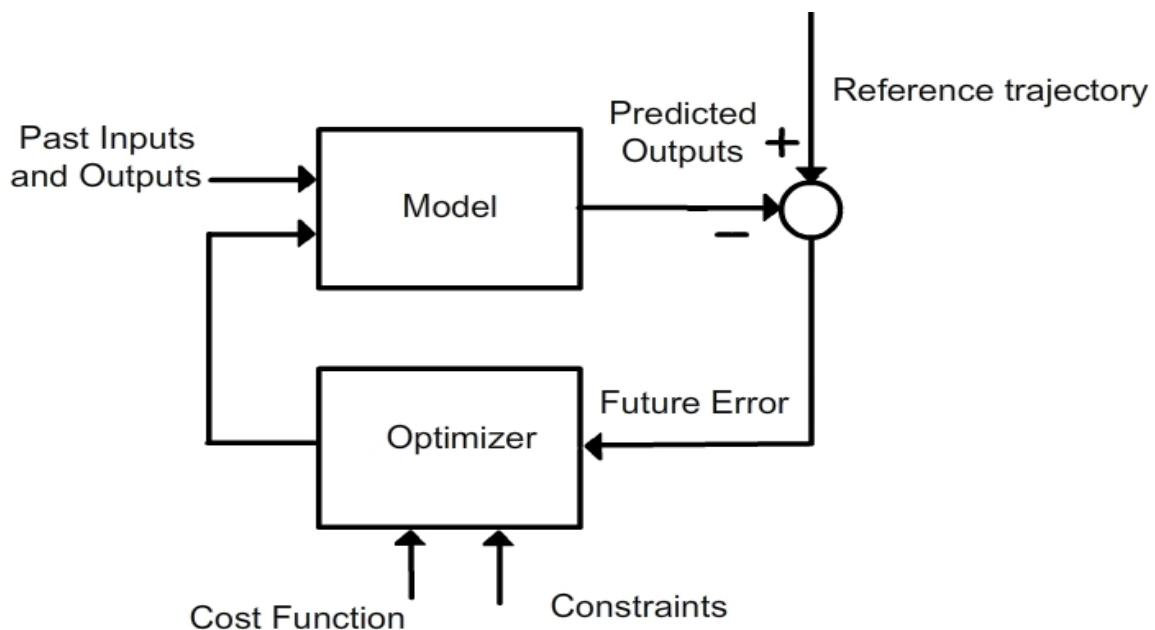 Reference trajectory
Predicted
Outputs
+
Past Inputs
and Outputs
Model
−
Future Error
Optimizer
Cost Function
Constraints